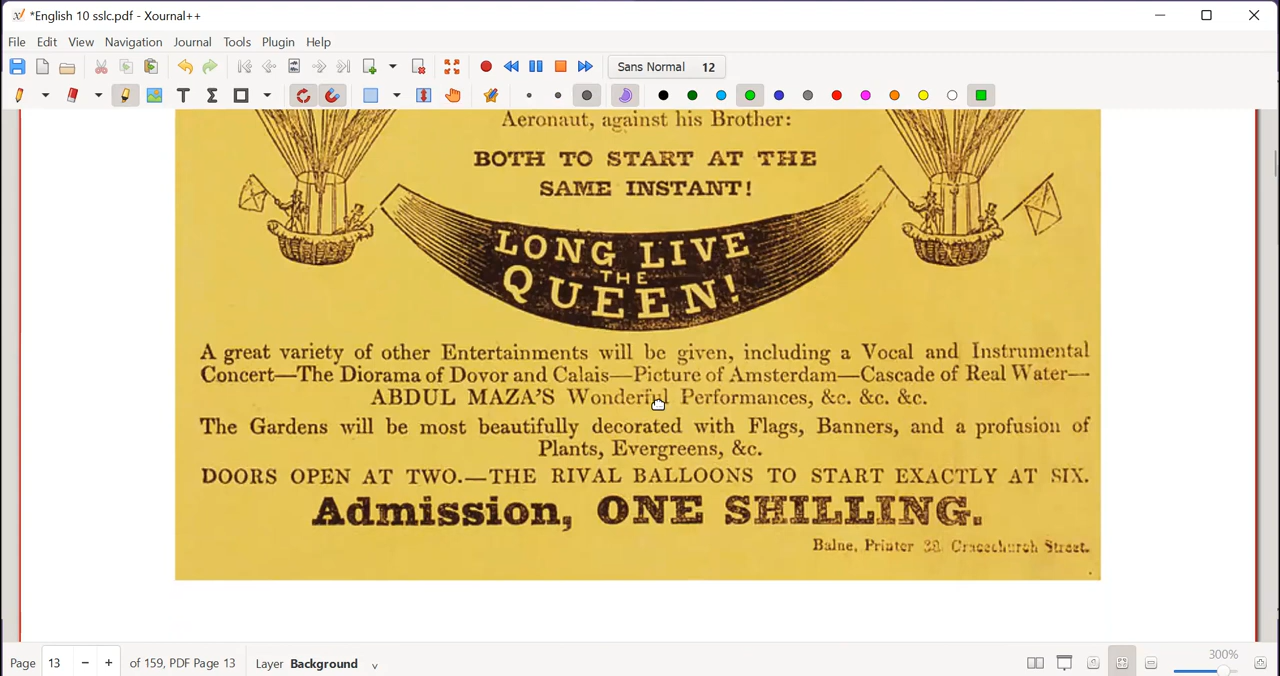 *English 10 sslc.pdf - Xournal++
File Edit View Navigation Journal Tools Plugin Help
Sans Normal 12
Aeronaut, against his Brother:
BOTH TO START AT THE
SAME INSTANT!
LONG LIVE
THE
QUEEN!
A great variety of other Entertainments will be given, including a Vocal and Instrumental
Concert—The Diorama of Dovor and Calais—Picture of Amsterdam—Cascade of Real Water—
ABDUL MAZA'S Wonderful Performances, &c. &c. &c.
The Gardens will be most beautifully decorated with Flags, Banners, and a profusion of
Plants, Evergreens, &c.
DOORS OPEN AT TWO.—THE RIVAL BALLOONS TO START EXACTLY AT SIX.
Admission, ONE SHILLING.
Balne, Printer 38 Gracechurch Street.
Page 13 of 159, PDF Page 13 Layer Background 300%